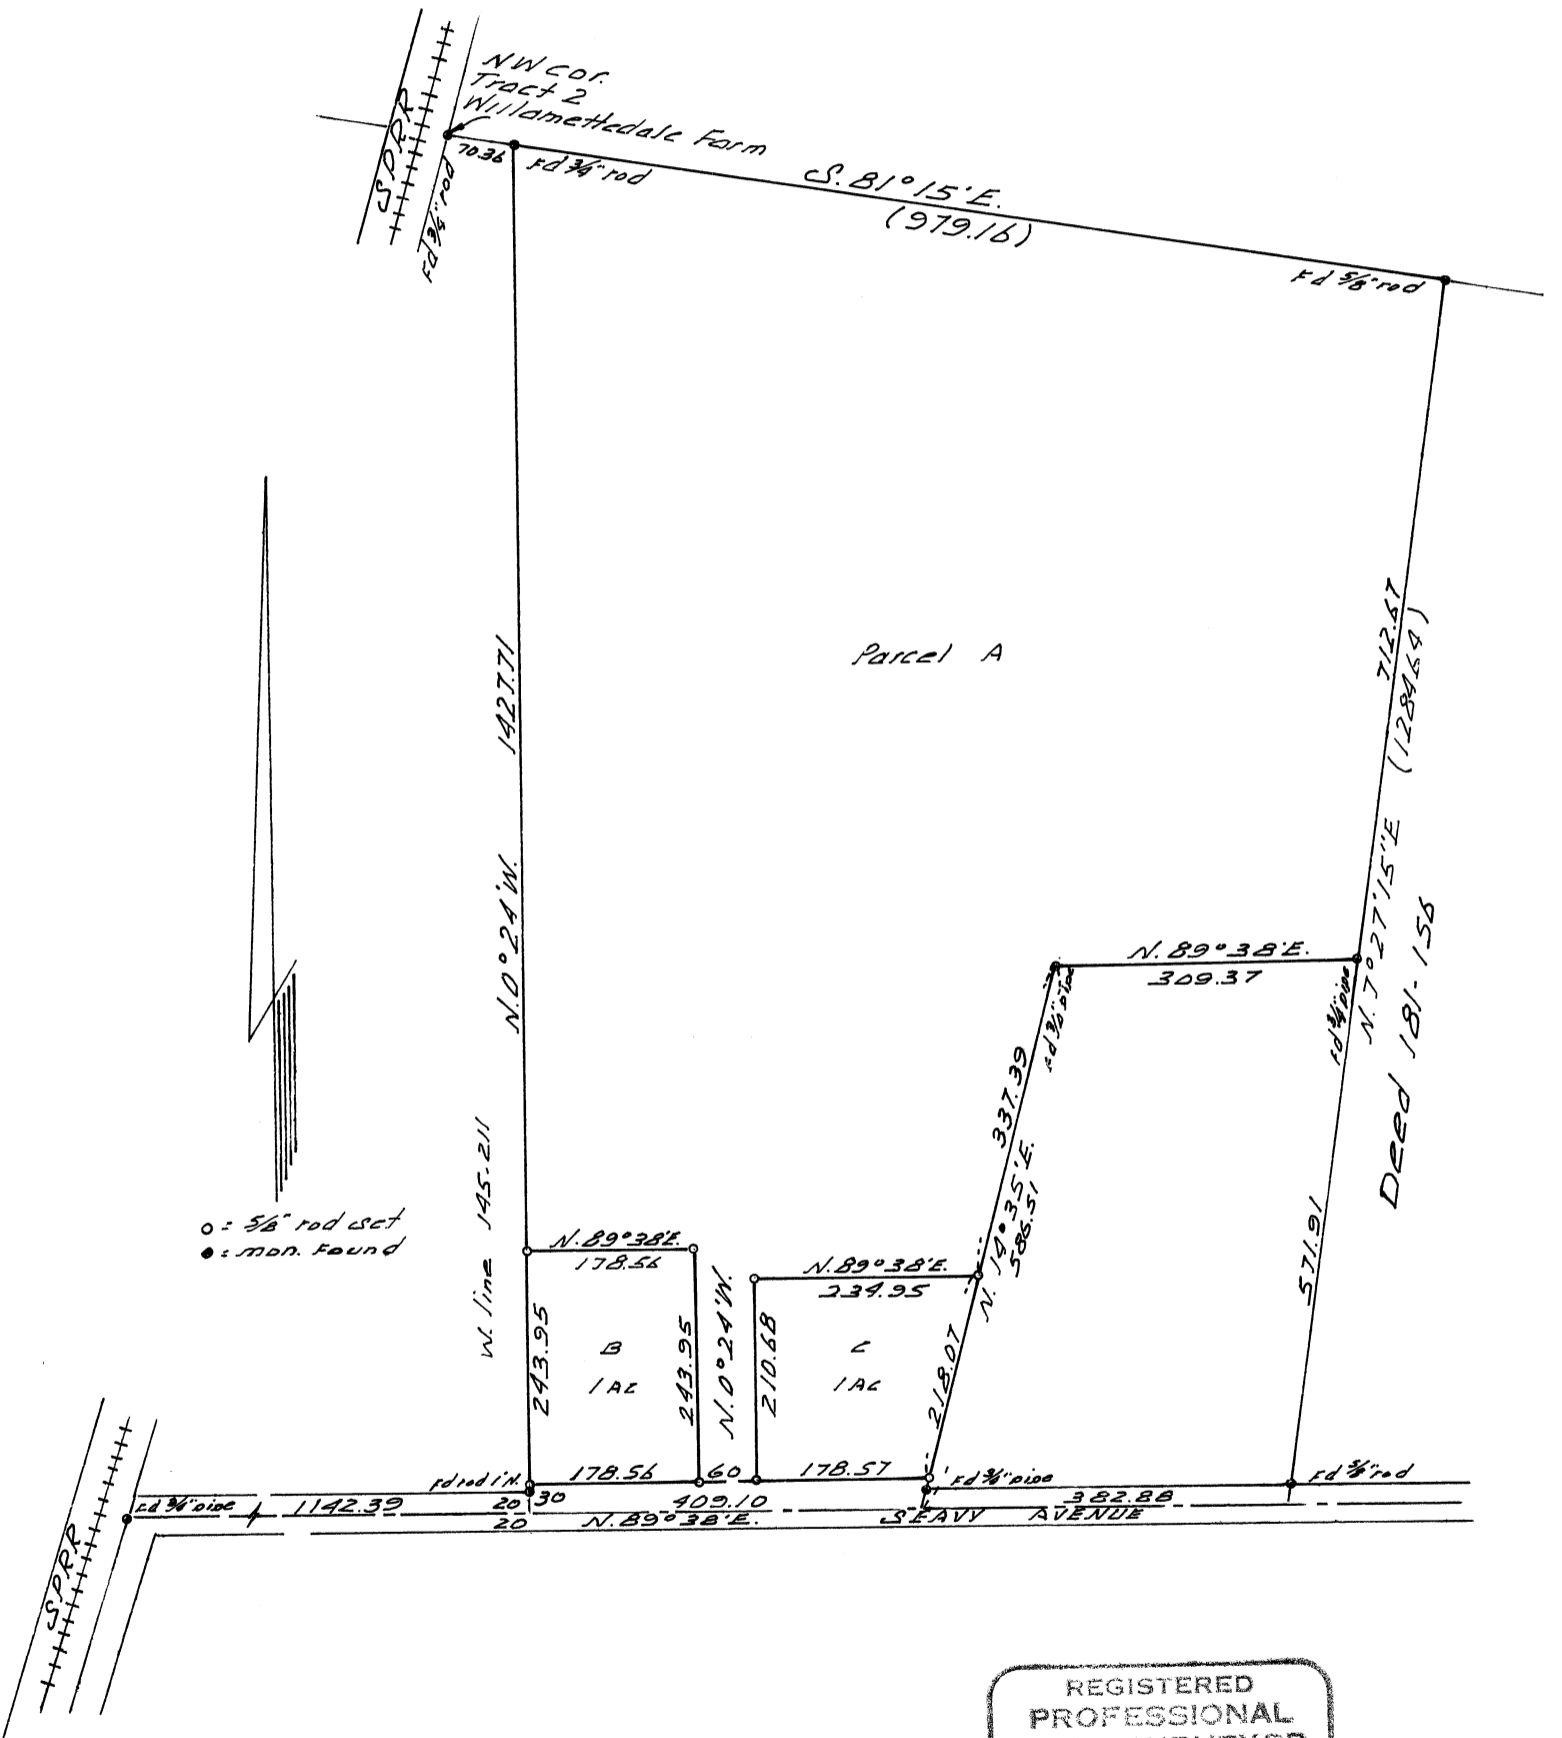 NW cor.
Tract 2
Willamettedale Farm
SPRR
70.36
Fd 3/4" rod
Fd 5/8" rod
S. 81° 15' E.
(979.16)
Fd 5/8" rod
Parcel A
712.67
(1284.64)
N. 7° 27' 15" E
Deed 181-156
1427.71
N. 0° 24' W.
N. 89° 38' E.
309.37
Fd 3/4" pipe
Fd 3/4" pipe
337.39
N. 14° 35' E.
586.51
571.91
W. line 145-211
o = 5/8" rod set
● = mon. Found
N. 89° 38' E.
178.56
N. 89° 38' E.
234.95
243.95
B
1 AC
243.95
N. 0° 24' W.
210.68
C
1 AC
218.07
Fd rod iN.
178.56
60
178.57
Fd 3/4" pipe
Fd 5/8" rod
Fd 3/4" pipe
1142.39
20
30
409.10
382.88
20
N. 89° 38' E.
SEAVY AVENUE
SPRR
REGISTERED
PROFESSIONAL